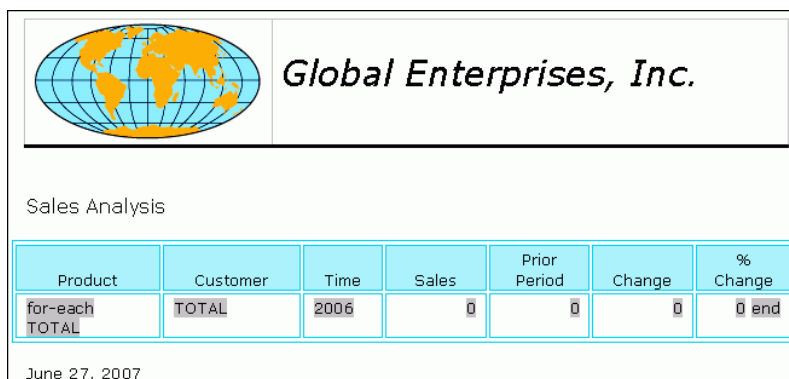 Global Enterprises, Inc.
Sales Analysis
Prior %
Product Customer Time Sales Period Change Change
for-each TOTAL 2006 0 0 0 0 end
TOTAL
June 27, 2007